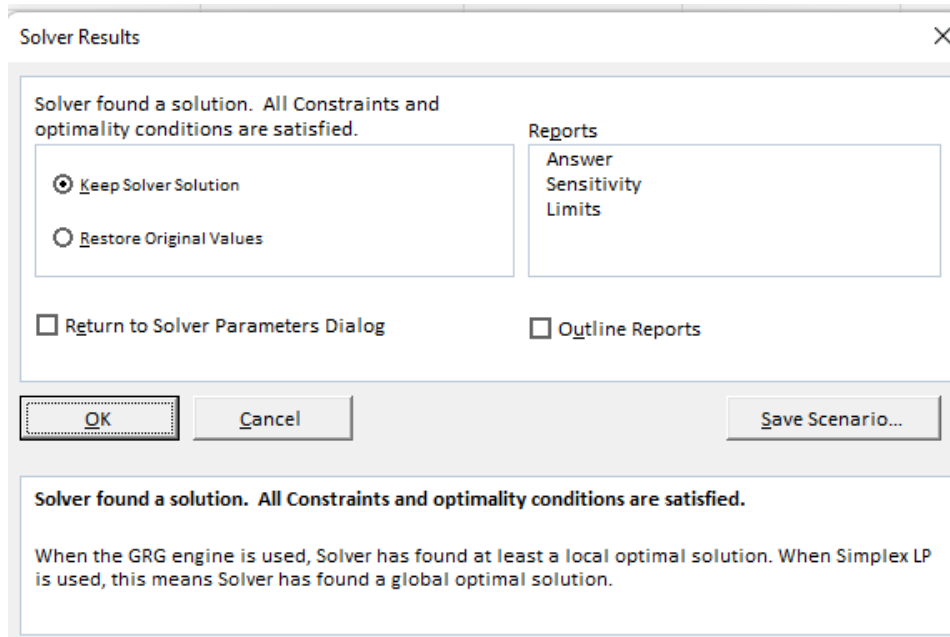 Solver Results
Solver found a solution.  All Constraints and
optimality conditions are satisfied.
Keep Solver Solution
Restore Original Values
Reports
Answer
Sensitivity
Limits
Return to Solver Parameters Dialog
Outline Reports
OK
Cancel
Save Scenario...
Solver found a solution.  All Constraints and optimality conditions are satisfied.
When the GRG engine is used, Solver has found at least a local optimal solution. When Simplex LP
is used, this means Solver has found a global optimal solution.